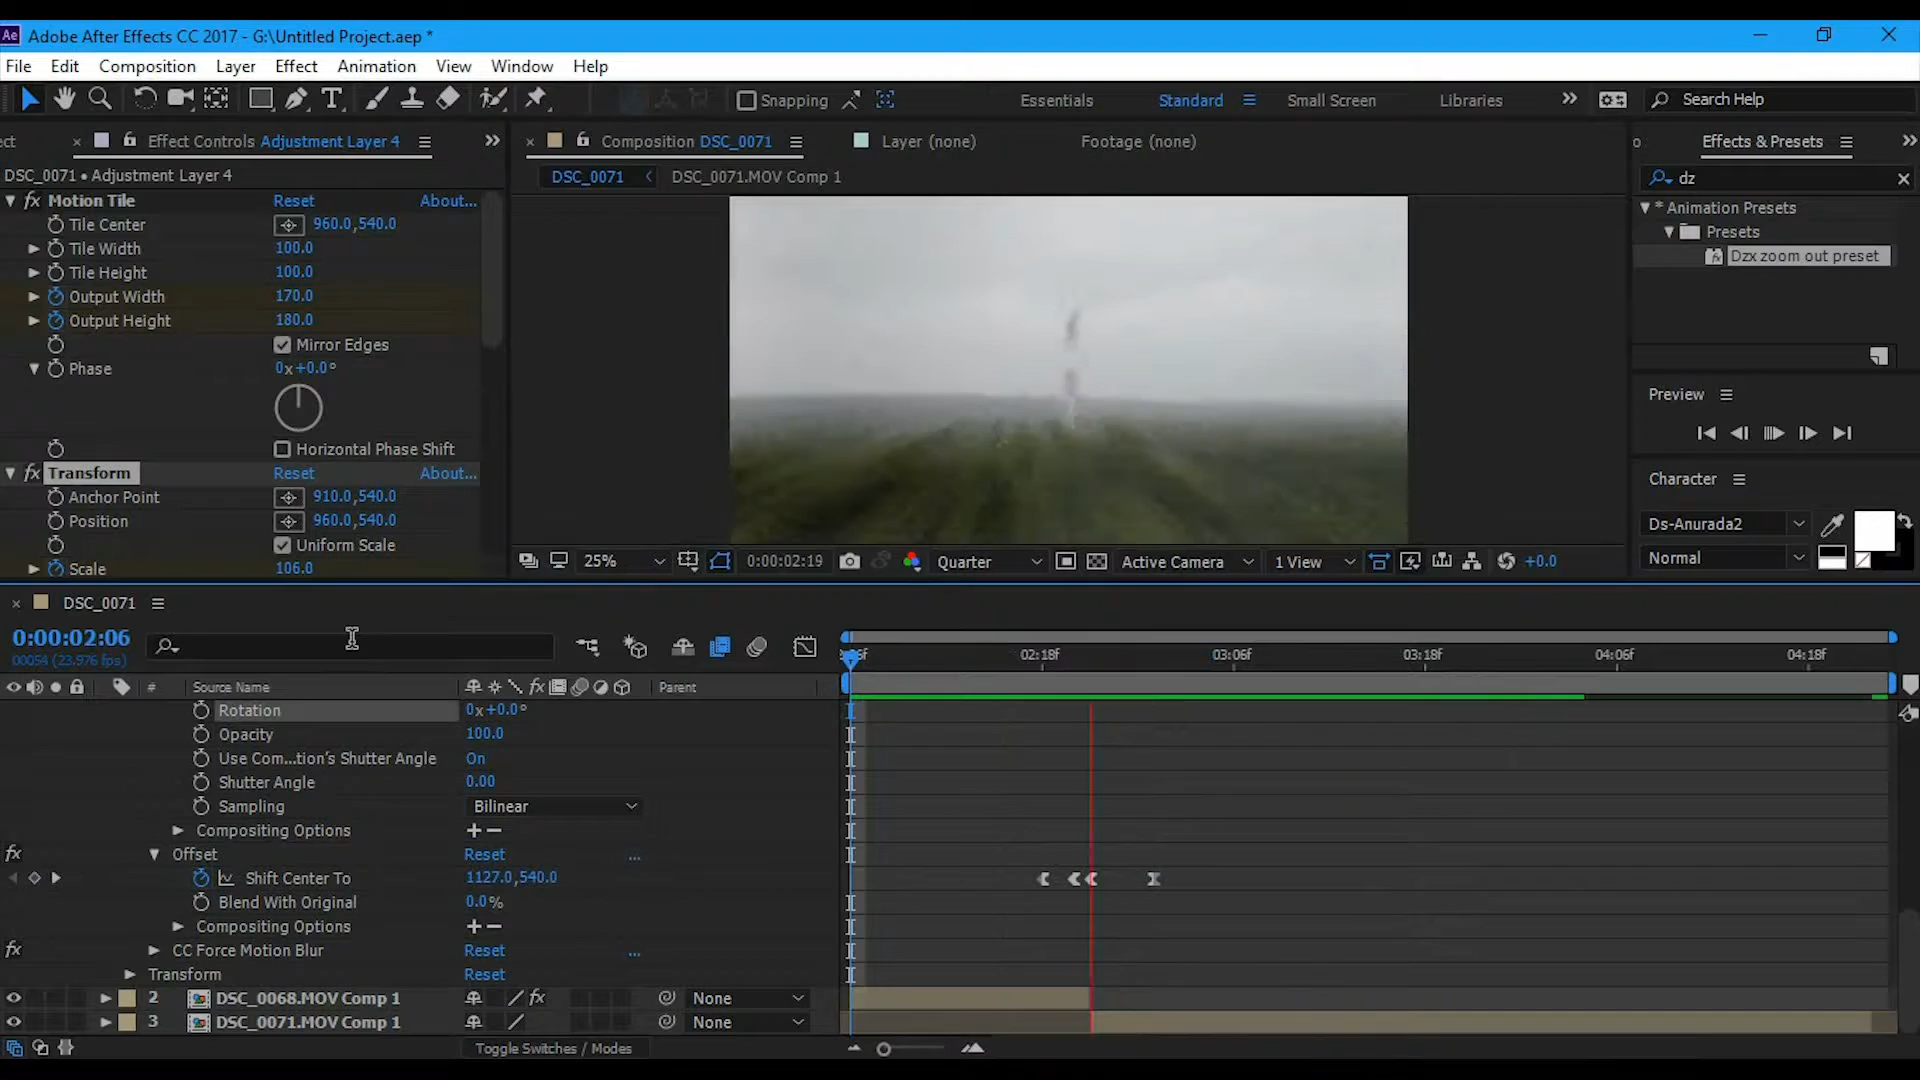 Ae Adobe After Effects CC 2017 - G:\Untitled Project.aep *
File Edit Composition Layer Effect Animation View Window Help
Snapping Essentials Standard Small Screen Libraries Search Help
ect Effect Controls Adjustment Layer 4
DSC_0071 • Adjustment Layer 4
fx Motion Tile Reset About...
Tile Center 960.0,540.0
Tile Width 100.0
Tile Height 100.0
Output Width 170.0
Output Height 180.0
Mirror Edges
Phase 0x+0.0°
Horizontal Phase Shift
fx Transform Reset About...
Anchor Point 910.0,540.0
Position 960.0,540.0
Uniform Scale
Scale 106.0
Composition DSC_0071 Layer (none) Footage (none)
DSC_0071 DSC_0071.MOV Comp 1
25% 0:00:02:19 Quarter Active Camera 1 View +0.0
Effects & Presets
dz
* Animation Presets
Presets
Dzx zoom out preset
Preview
Character
Ds-Anurada2
Normal
DSC_0071
0:00:02:06
00054 (23.976 fps)
02:18f 03:06f 03:18f 04:06f 04:18f
# Source Name fx Parent
Rotation 0x+0.0°
Opacity 100.0
Use Com...tion's Shutter Angle On
Shutter Angle 0.00
Sampling Bilinear
Compositing Options +−
fx Offset Reset ...
Shift Center To 1127.0,540.0
Blend With Original 0.0%
Compositing Options +−
fx CC Force Motion Blur Reset ...
Transform Reset
2 DSC_0068.MOV Comp 1 fx None
3 DSC_0071.MOV Comp 1 None
Toggle Switches / Modes